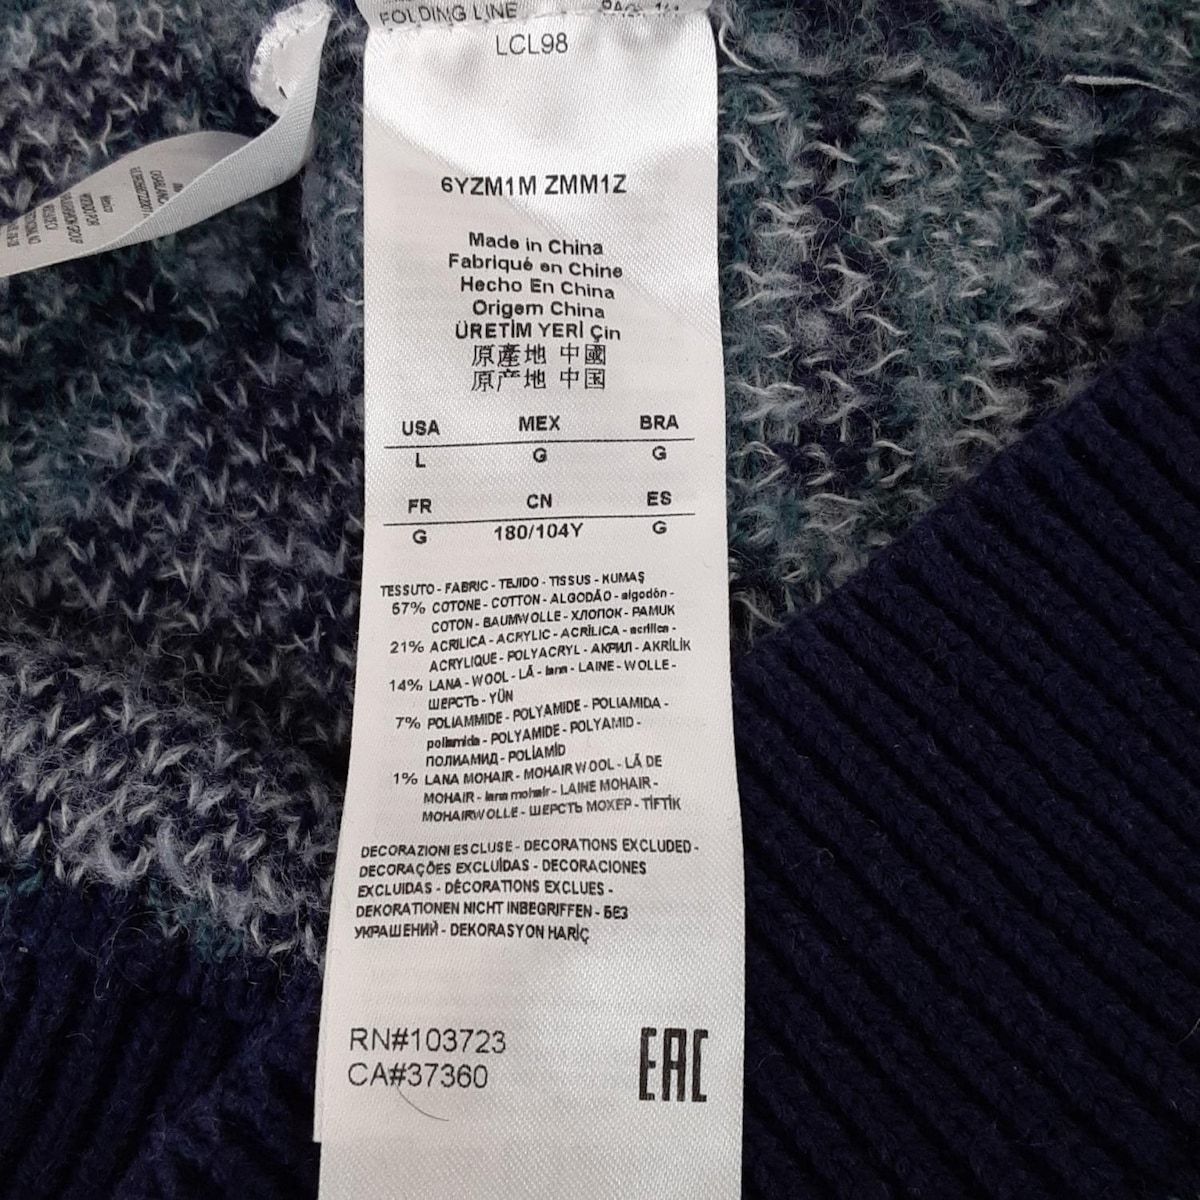 FOLDING LINE
LCL98
6YZM1M ZMM1Z
Made in China
Fabriqué en Chine
Hecho En China
Origem China
ÜRETİM YERİ Çin
原產地 中國
原产地 中国
USA MEX BRA
L G G
FR CN ES
G 180/104Y G
TESSUTO - FABRIC - TEJIDO - TISSUS - KUMAŞ
57% COTONE - COTTON - ALGODÃO - algodón -
COTON - BAUMWOLLE - ХЛОПОК - PAMUK
21% ACRILICA - ACRYLIC - ACRÍLICA - acrílica -
ACRYLIQUE - POLYACRYL - АКРИЛ - AKRİLİK
14% LANA - WOOL - LÃ - lana - LAINE - WOLLE -
ШЕРСТЬ - YÜN
7% POLIAMMIDE - POLYAMIDE - POLIAMIDA -
poliamida - POLYAMIDE - POLYAMID -
ПОЛИАМИД - POLİAMİD
1% LANA MOHAIR - MOHAIR WOOL - LÃ DE
MOHAIR - lana mohair - LAINE MOHAIR -
MOHAIRWOLLE - ШЕРСТЬ МОХЕР - TİFTİK
DECORAZIONI ESCLUSE - DECORATIONS EXCLUDED -
DECORAÇÕES EXCLUÍDAS - DECORACIONES
EXCLUIDAS - DÉCORATIONS EXCLUES -
DEKORATIONEN NICHT INBEGRIFFEN - БЕЗ
УКРАШЕНИЙ - DEKORASYON HARİÇ
RN#103723
CA#37360
EAC